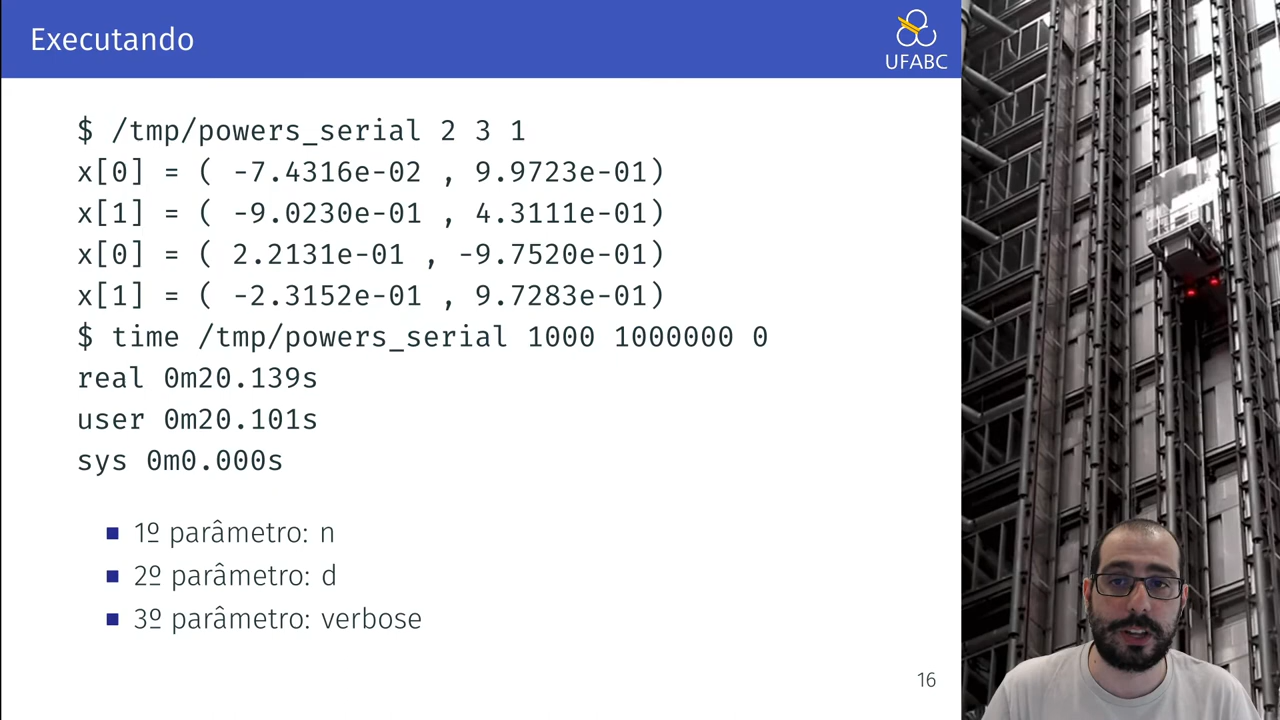 Executando
UFABC
$ /tmp/powers_serial 2 3 1
x[0] = ( -7.4316e-02 , 9.9723e-01)
x[1] = ( -9.0230e-01 , 4.3111e-01)
x[0] = ( 2.2131e-01 , -9.7520e-01)
x[1] = ( -2.3152e-01 , 9.7283e-01)
$ time /tmp/powers_serial 1000 1000000 0
real 0m20.139s
user 0m20.101s
sys 0m0.000s
■ 1º parâmetro: n
■ 2º parâmetro: d
■ 3º parâmetro: verbose
16